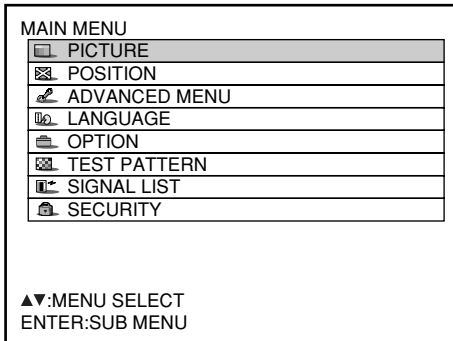 MAIN MENU
PICTURE
POSITION
ADVANCED MENU
LANGUAGE
OPTION
TEST PATTERN
SIGNAL LIST
SECURITY
▲▼:MENU SELECT
ENTER:SUB MENU